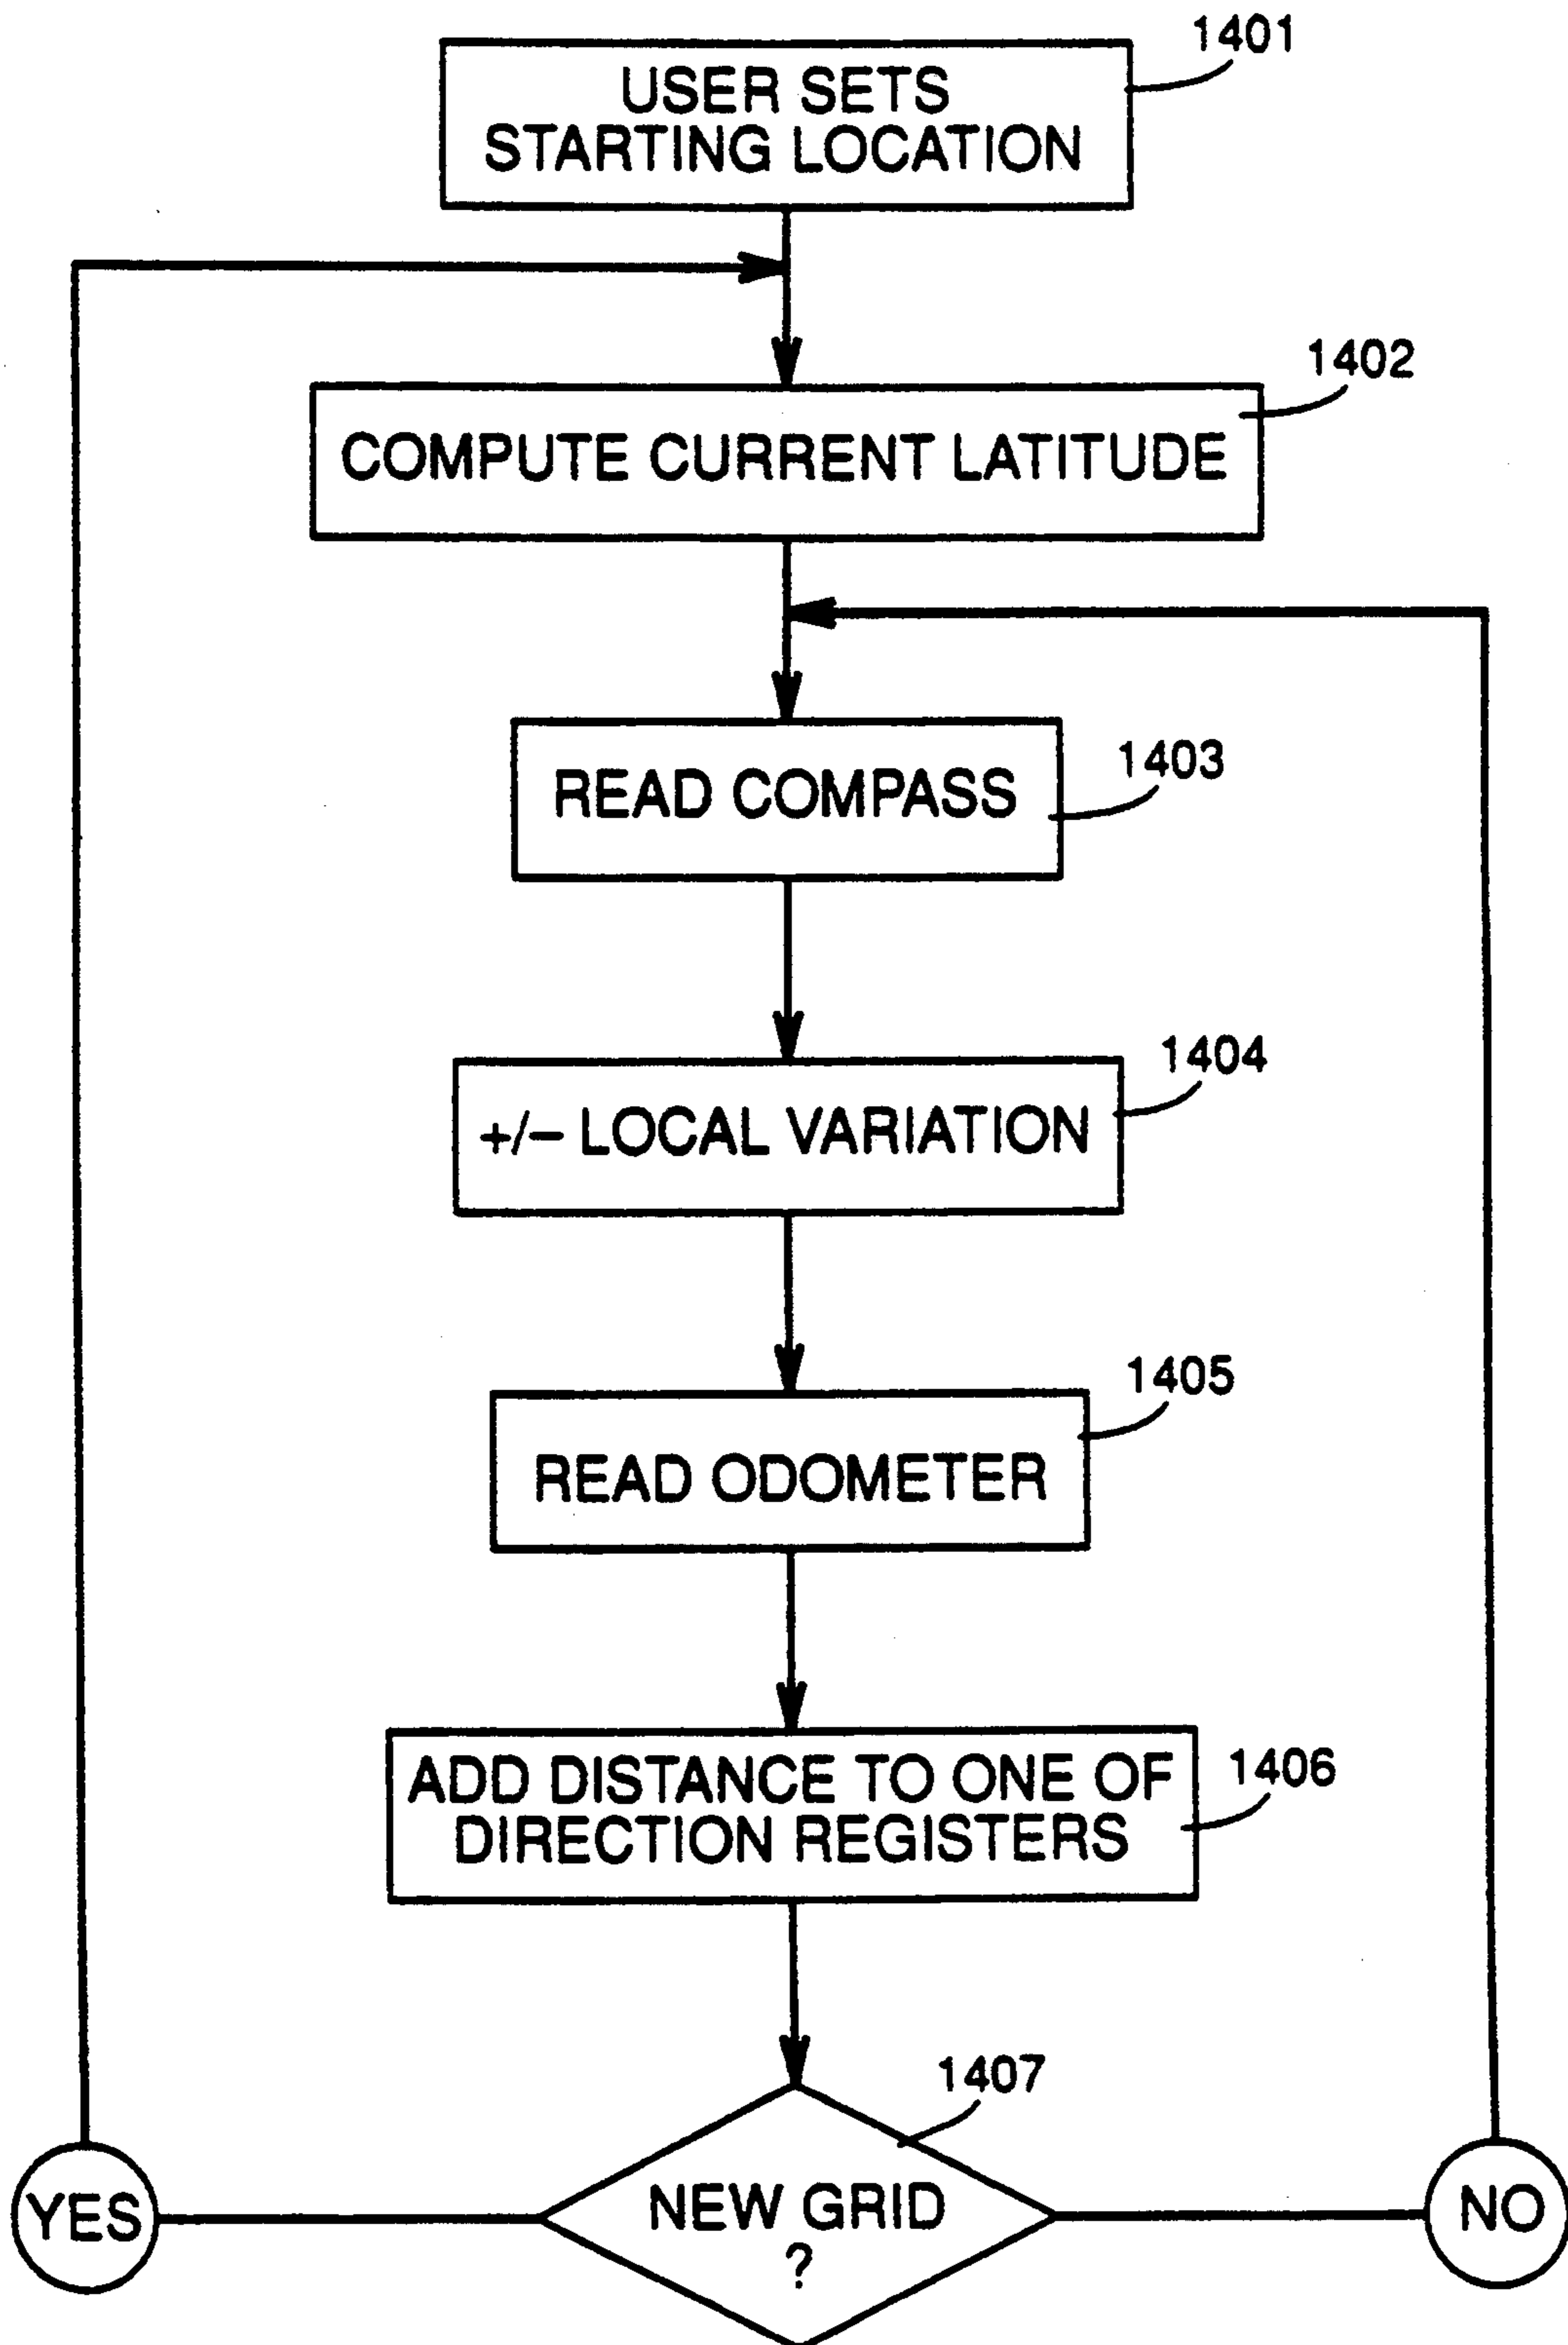 1401
USER SETS
STARTING LOCATION
1402
COMPUTE CURRENT LATITUDE
1403
READ COMPASS
1404
+/− LOCAL VARIATION
1405
READ ODOMETER
1406
ADD DISTANCE TO ONE OF
DIRECTION REGISTERS
1407
NEW GRID
?
YES
NO